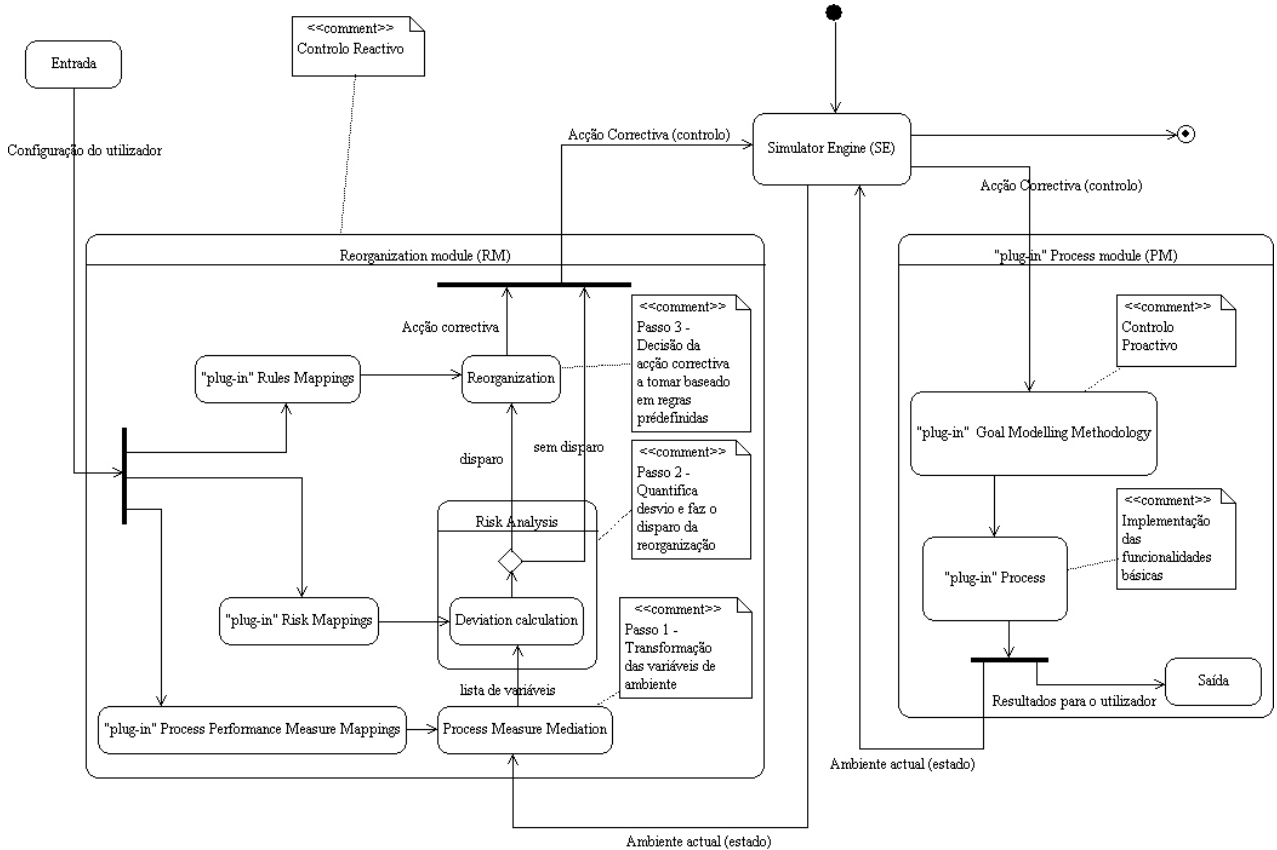 <<comment>>
Controlo Reactivo
Entrada
Acção Correctiva (controlo)
Simulator Engine (SE)
Configuração do utilizador
Acção Correctiva (controlo)
Reorganization module (RM)
"plug-in" Process module (PM)
<<comment>>
Passo 3 -
Decisão da
acção correctiva
a tomar baseado
em regras
prédefinidas
<<comment>>
Controlo
Proactivo
Acção correctiva
"plug-in" Rules Mappings
Reorganization
"plug-in" Goal Modelling Methodology
sem disparo
disparo
<<comment>>
Passo 2 -
Quantifica
desvio e faz o
disparo da
reorganização
<<comment>>
Implementação
das
funcionalidades
básicas
Risk Analysis
"plug-in" Process
"plug-in" Risk Mappings
Deviation calculation
<<comment>>
Passo 1 -
Transformação
das variáveis de
ambiente
lista de variáveis
Saída
Resultados para o utilizador
"plug-in" Process Performance Measure Mappings
Process Measure Mediation
Ambiente actual (estado)
Ambiente actual (estado)